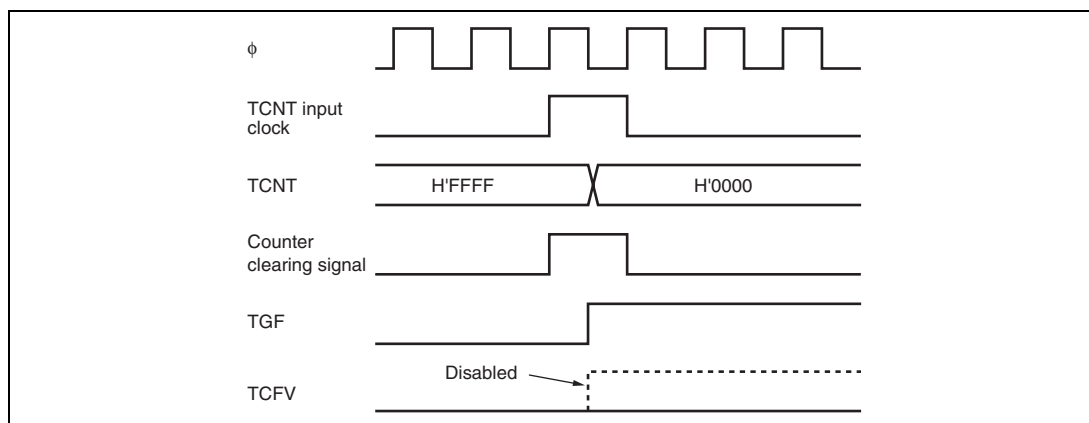 ϕ
TCNT input
clock
TCNT
H'FFFF
H'0000
Counter
clearing signal
TGF
Disabled
TCFV